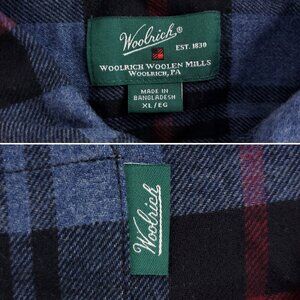 Woolrich®
EST. 1830
WOOLRICH WOOLEN MILLS
WOOLRICH, PA
MADE IN
BANGLADESH
XL/EG
Woolrich